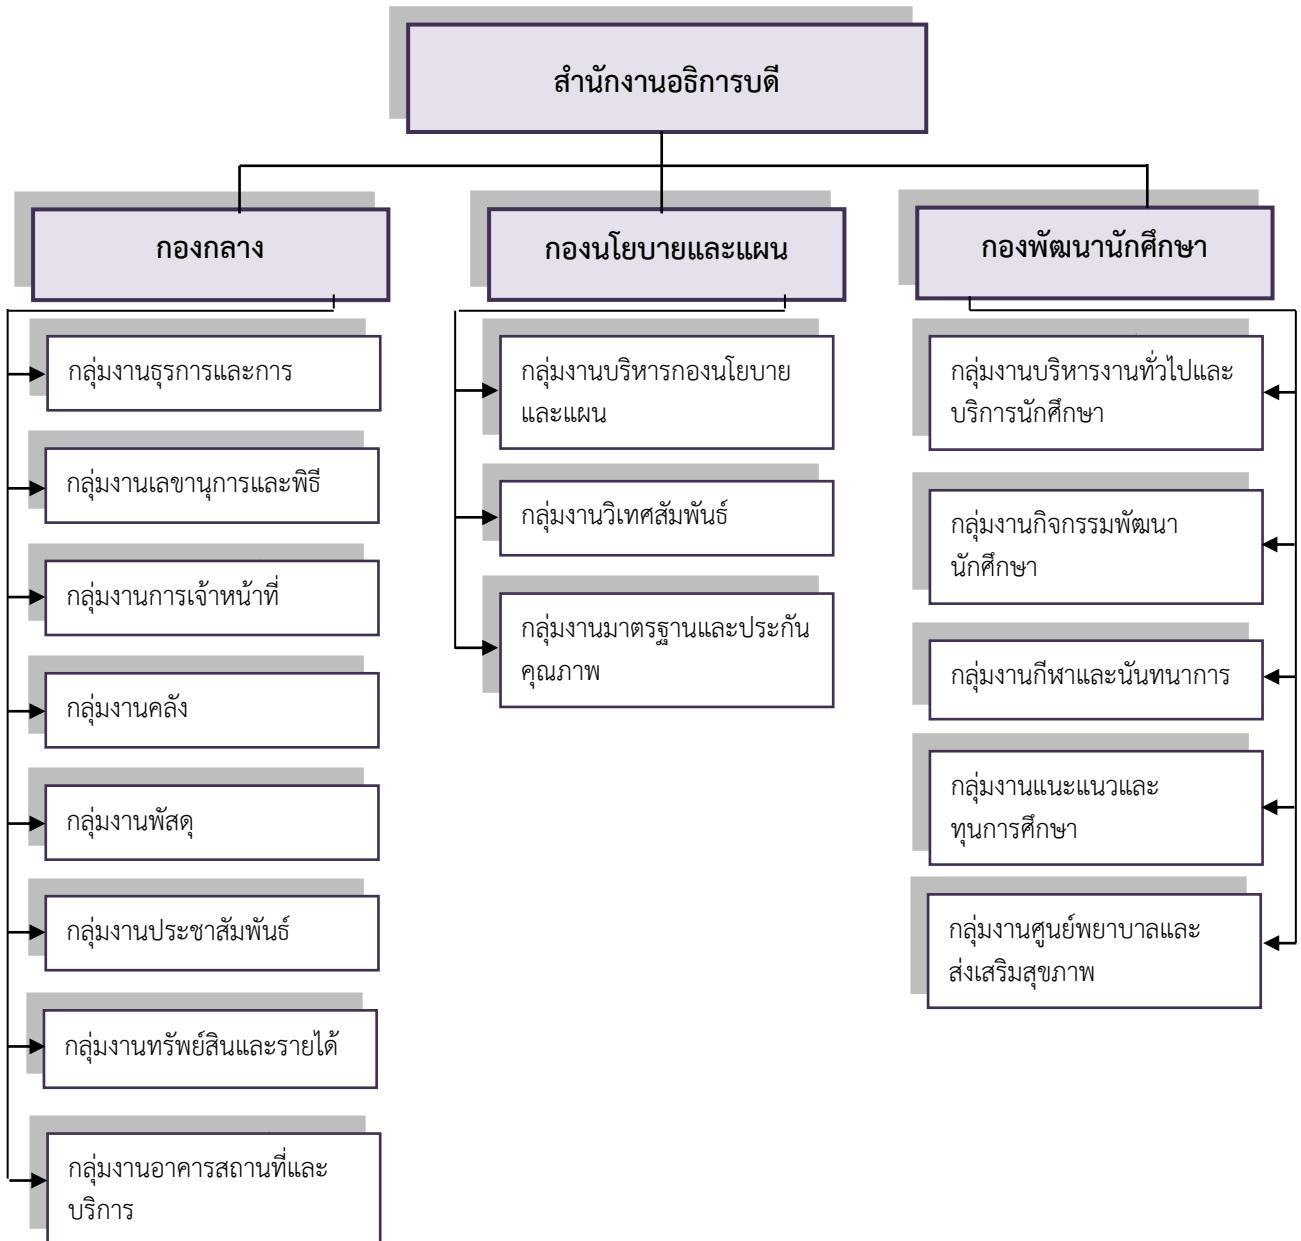 สำนักงานอธิการบดี
กองกลาง
กลุ่มงานธุรการและการ
กลุ่มงานเลขานุการและพิธี
กลุ่มงานการเจ้าหน้าที่
กลุ่มงานคลัง
กลุ่มงานพัสดุ
กลุ่มงานประชาสัมพันธ์
กลุ่มงานทรัพย์สินและรายได้
กลุ่มงานอาคารสถานที่และ
บริการ
กองนโยบายและแผน
กลุ่มงานบริหารกองนโยบาย
และแผน
กลุ่มงานวิเทศสัมพันธ์
กลุ่มงานมาตรฐานและประกัน
คุณภาพ
กองพัฒนานักศึกษา
กลุ่มงานบริหารงานทั่วไปและ
บริการนักศึกษา
กลุ่มงานกิจกรรมพัฒนา
นักศึกษา
กลุ่มงานกีฬาและนันทนาการ
กลุ่มงานแนะแนวและ
ทุนการศึกษา
กลุ่มงานศูนย์พยาบาลและ
ส่งเสริมสุขภาพ